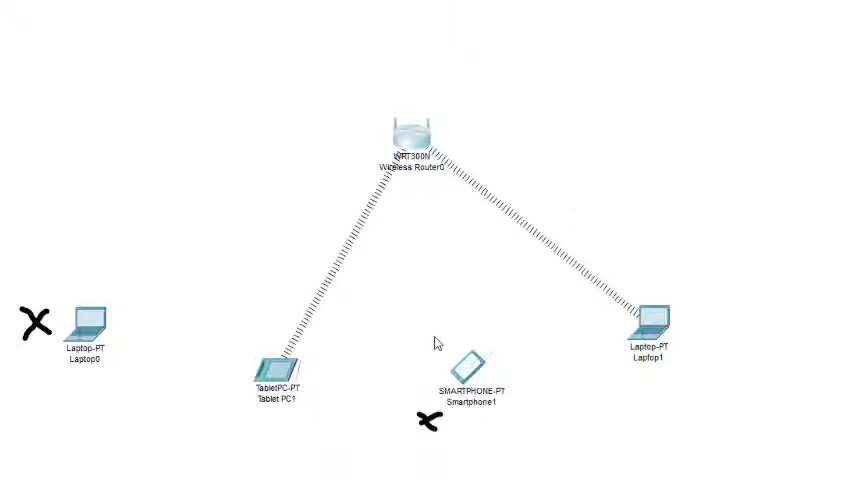 WRT300N
Wireless Router0
Laptop-PT
Laptop0
TabletPC-PT
Tablet PC1
SMARTPHONE-PT
Smartphone1
Laptop-PT
Laptop1